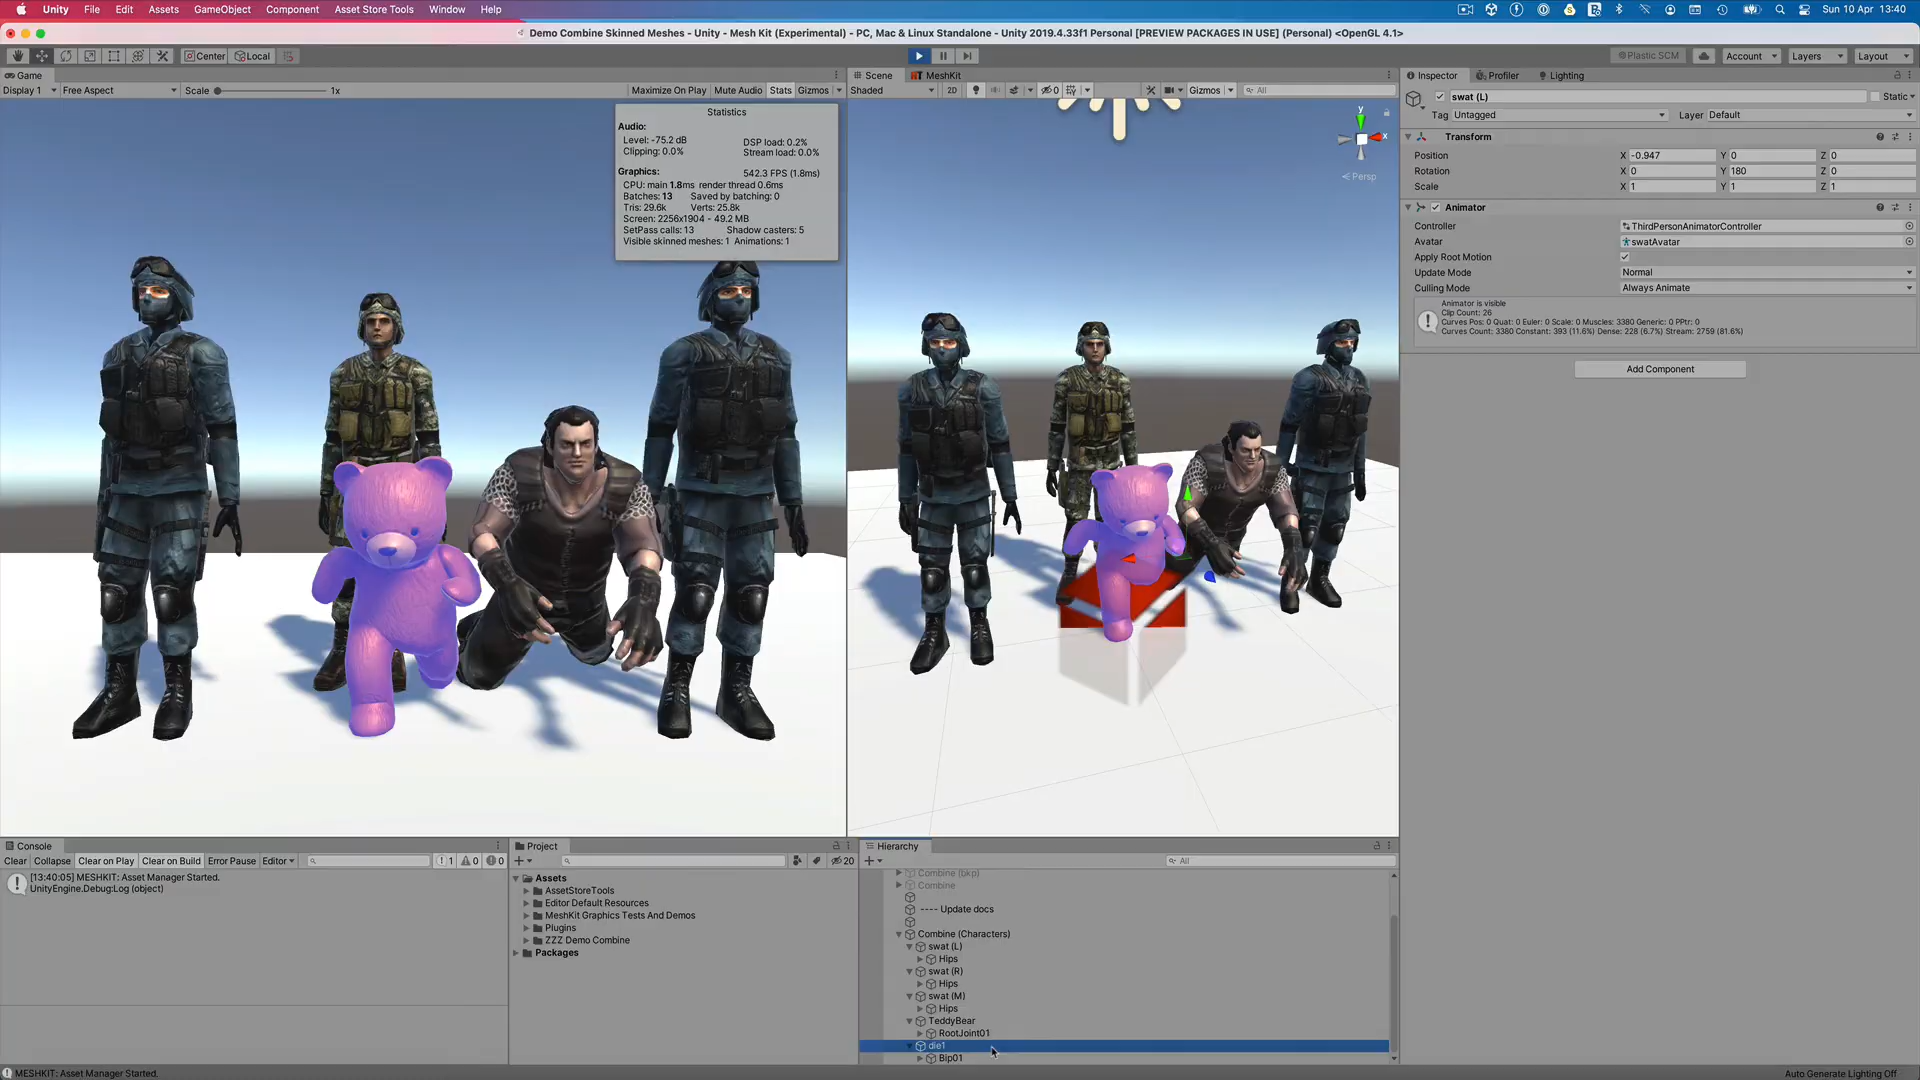 Unity File Edit Assets GameObject Component Asset Store Tools Window Help Sun 10 Apr 13:40
Demo Combine Skinned Meshes - Unity - Mesh Kit (Experimental) - PC, Mac & Linux Standalone - Unity 2019.4.33f1 Personal [PREVIEW PACKAGES IN USE] (Personal) <OpenGL 4.1>
Center Local Plastic SCM Account Layers Layout
Game
Display 1 Free Aspect Scale 1x Maximize On Play Mute Audio Stats Gizmos
Statistics
Audio:
Level: -75.2 dB DSP load: 0.2%
Clipping: 0.0% Stream load: 0.0%
Graphics: 542.3 FPS (1.8ms)
CPU: main 1.8ms render thread 0.6ms
Batches: 13 Saved by batching: 0
Tris: 29.6k Verts: 25.8k
Screen: 2256x1904 - 49.2 MB
SetPass calls: 13 Shadow casters: 5
Visible skinned meshes: 1 Animations: 1
Scene MeshKit
Shaded 2D 0 Gizmos All
y
x
Persp
Inspector Profiler Lighting
swat (L) Static
Tag Untagged Layer Default
Transform
Position X -0.947 Y 0 Z 0
Rotation X 0 Y 180 Z 0
Scale X 1 Y 1 Z 1
Animator
Controller ThirdPersonAnimatorController
Avatar swatAvatar
Apply Root Motion
Update Mode Normal
Culling Mode Always Animate
Animator is visible
Clip Count: 26
Curves Pos: 0 Quat: 0 Euler: 0 Scale: 0 Muscles: 3380 Generic: 0 PPtr: 0
Curves Count: 3380 Constant: 393 (11.6%) Dense: 228 (6.7%) Stream: 2759 (81.6%)
Add Component
Console
Clear Collapse Clear on Play Clear on Build Error Pause Editor 1 0 0
[13:40:05] MESHKIT: Asset Manager Started.
UnityEngine.Debug:Log (object)
Project
20
Assets
AssetStoreTools
Editor Default Resources
MeshKit Graphics Tests And Demos
Plugins
ZZZ Demo Combine
Packages
Hierarchy
All
Combine (bkp)
Combine
---- Update docs
Combine (Characters)
swat (L)
Hips
swat (R)
Hips
swat (M)
Hips
TeddyBear
RootJoint01
die1
Bip01
MESHKIT: Asset Manager Started. Auto Generate Lighting Off